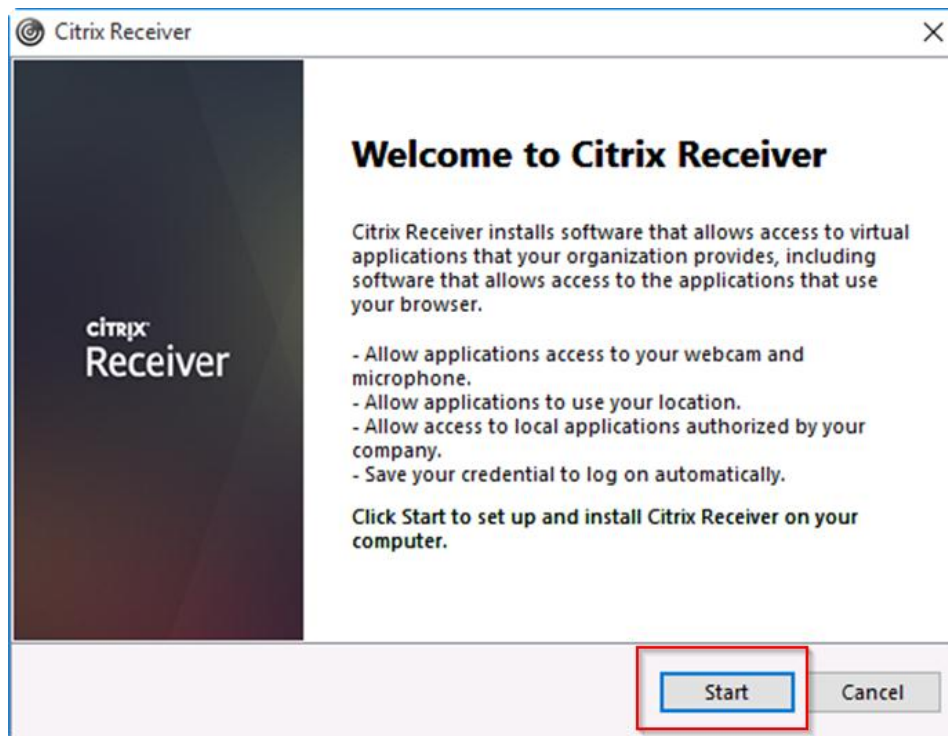 Citrix Receiver
Welcome to Citrix Receiver
Citrix Receiver installs software that allows access to virtual
applications that your organization provides, including
software that allows access to the applications that use
your browser.
- Allow applications access to your webcam and
microphone.
- Allow applications to use your location.
- Allow access to local applications authorized by your
company.
- Save your credential to log on automatically.
Click Start to set up and install Citrix Receiver on your
computer.
CİTRIX
Receiver
Start Cancel